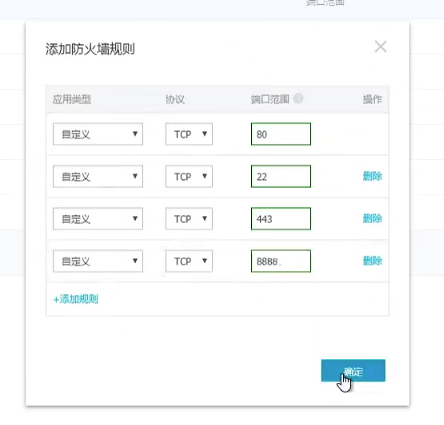 端口范围
添加防火墙规则
应用类型 协议 端口范围 操作
自定义 TCP 80
自定义 TCP 22 删除
自定义 TCP 443 删除
自定义 TCP 8888 删除
+添加规则
确定